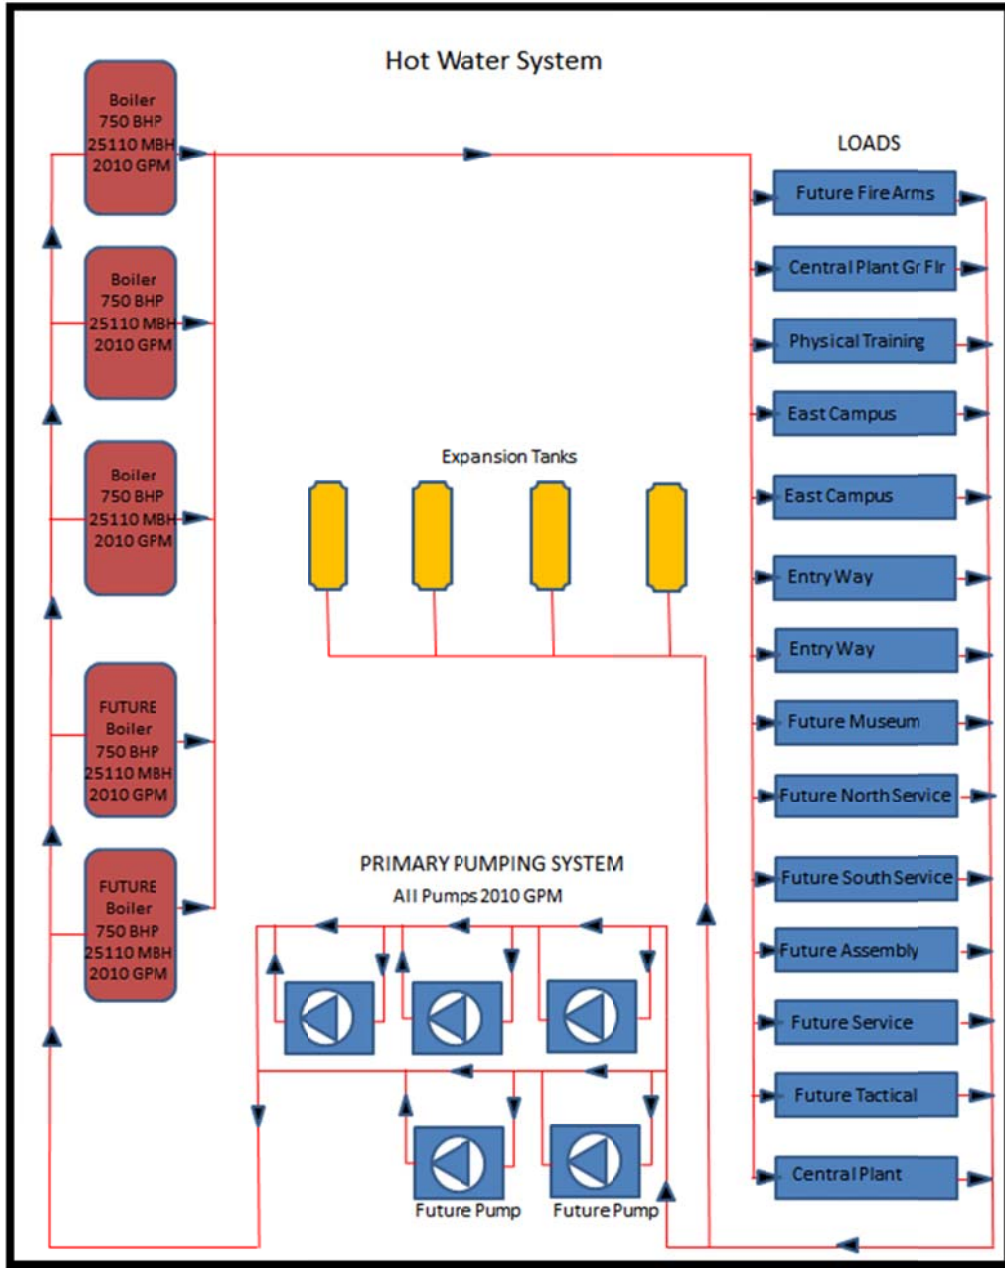 Hot Water System
Boiler
750 BHP
25110 MBH
2010 GPM
Boiler
750 BHP
25110 MBH
2010 GPM
Boiler
750 BHP
25110 MBH
2010 GPM
FUTURE
Boiler
750 BHP
25110 MBH
2010 GPM
FUTURE
Boiler
750 BHP
25110 MBH
2010 GPM
Expansion Tanks
PRIMARY PUMPING SYSTEM
All Pumps 2010 GPM
Future Pump
Future Pump
LOADS
Future Fire Arms
Central Plant Gr Flr
Physical Training
East Campus
East Campus
Entry Way
Entry Way
Future Museum
Future North Service
Future South Service
Future Assembly
Future Service
Future Tactical
Central Plant